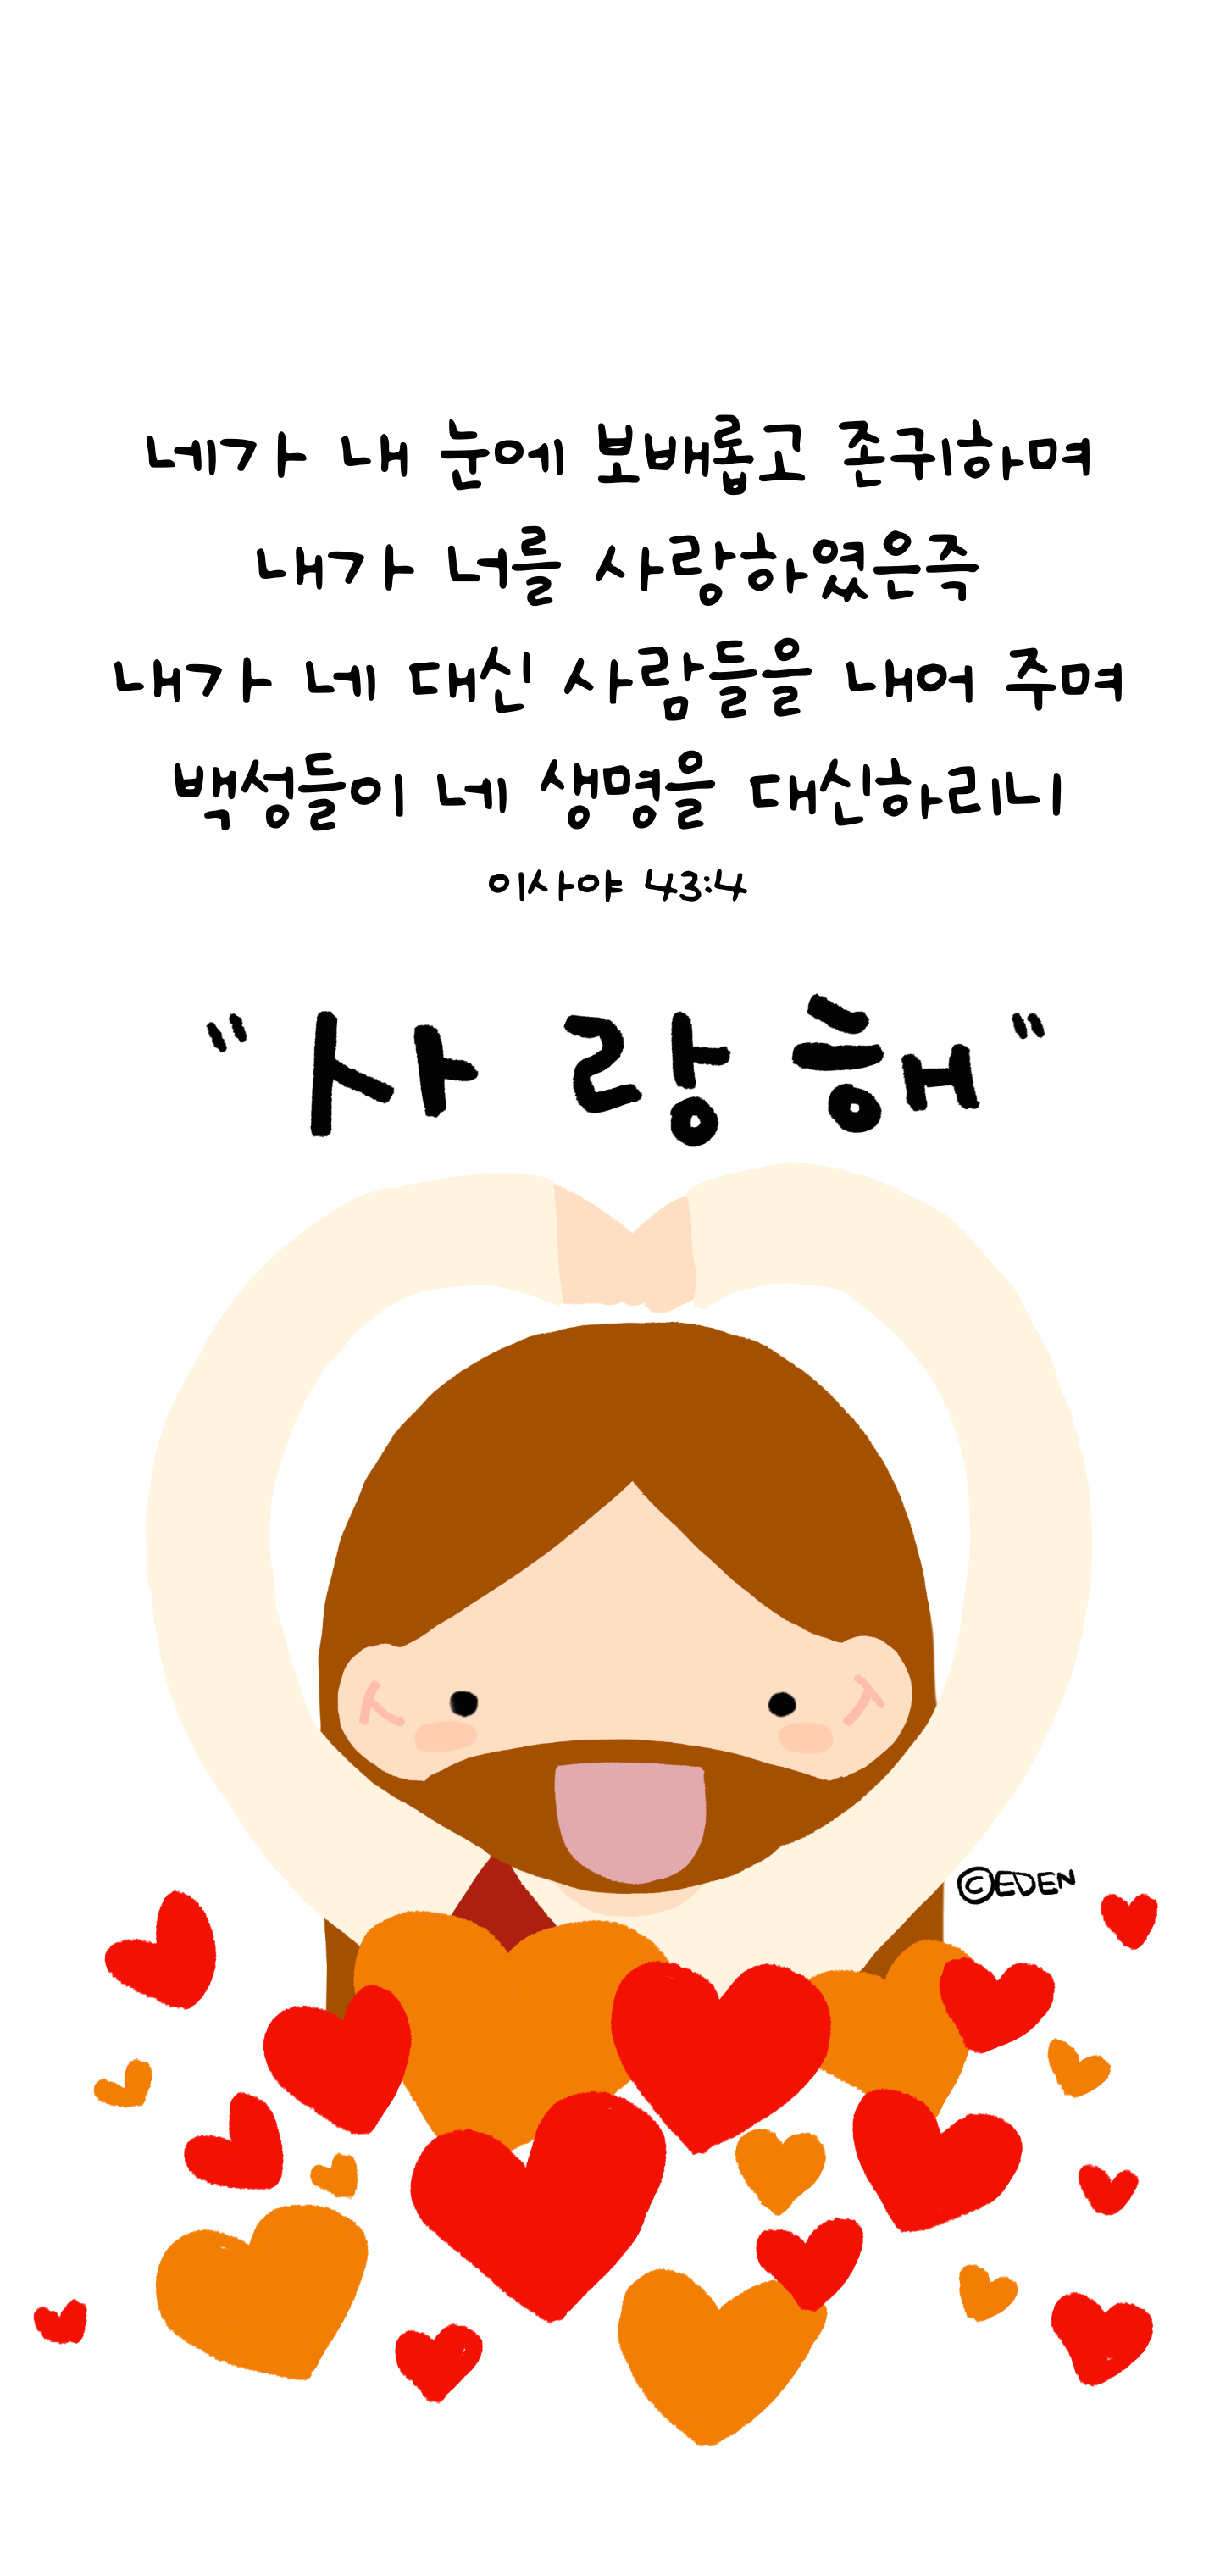 네가 내 눈에 보배롭고 존귀하며
내가 너를 사랑하였은즉
내가 네 대신 사람들을 내어 주며
백성들이 네 생명을 대신하리니
이사야 43:4
"사랑해"
©EDEN